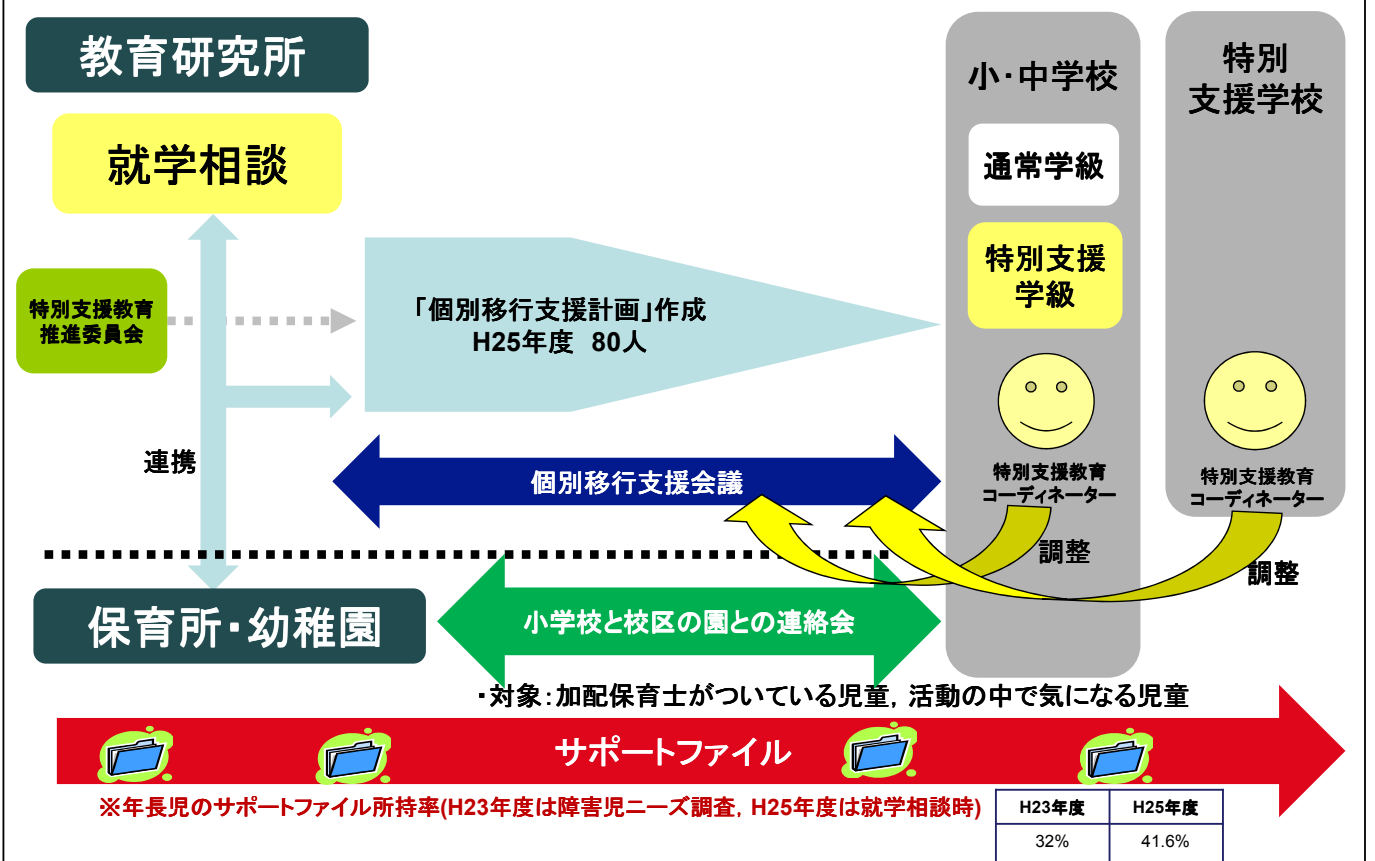 教育研究所
就学相談
特別支援教育
推進委員会
「個別移行支援計画」作成
H25年度 80人
小・中学校
通常学級
特別支援
学級
特別
支援学校
連携
個別移行支援会議
特別支援教育
コーディネーター
特別支援教育
コーディネーター
調整
調整
保育所・幼稚園
小学校と校区の園との連絡会
・対象：加配保育士がついている児童，活動の中で気になる児童
サポートファイル
※年長児のサポートファイル所持率(H23年度は障害児ニーズ調査，H25年度は就学相談時)
H23年度 H25年度
32% 41.6%